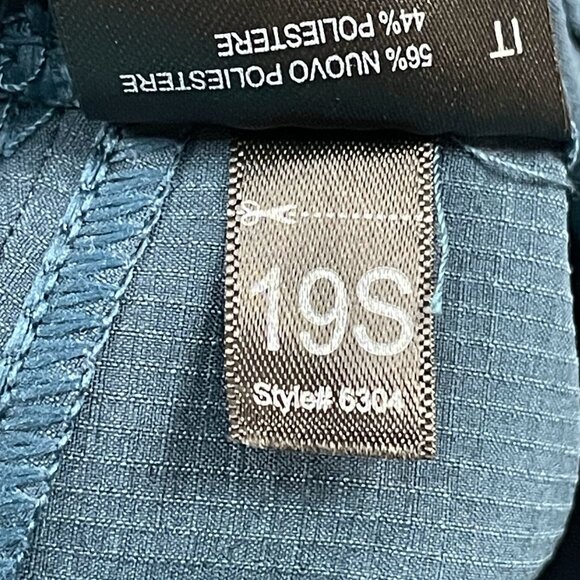 IT
56% NUOVO POLIESTERE
44% POLIESTERE
19S
Style# 6304